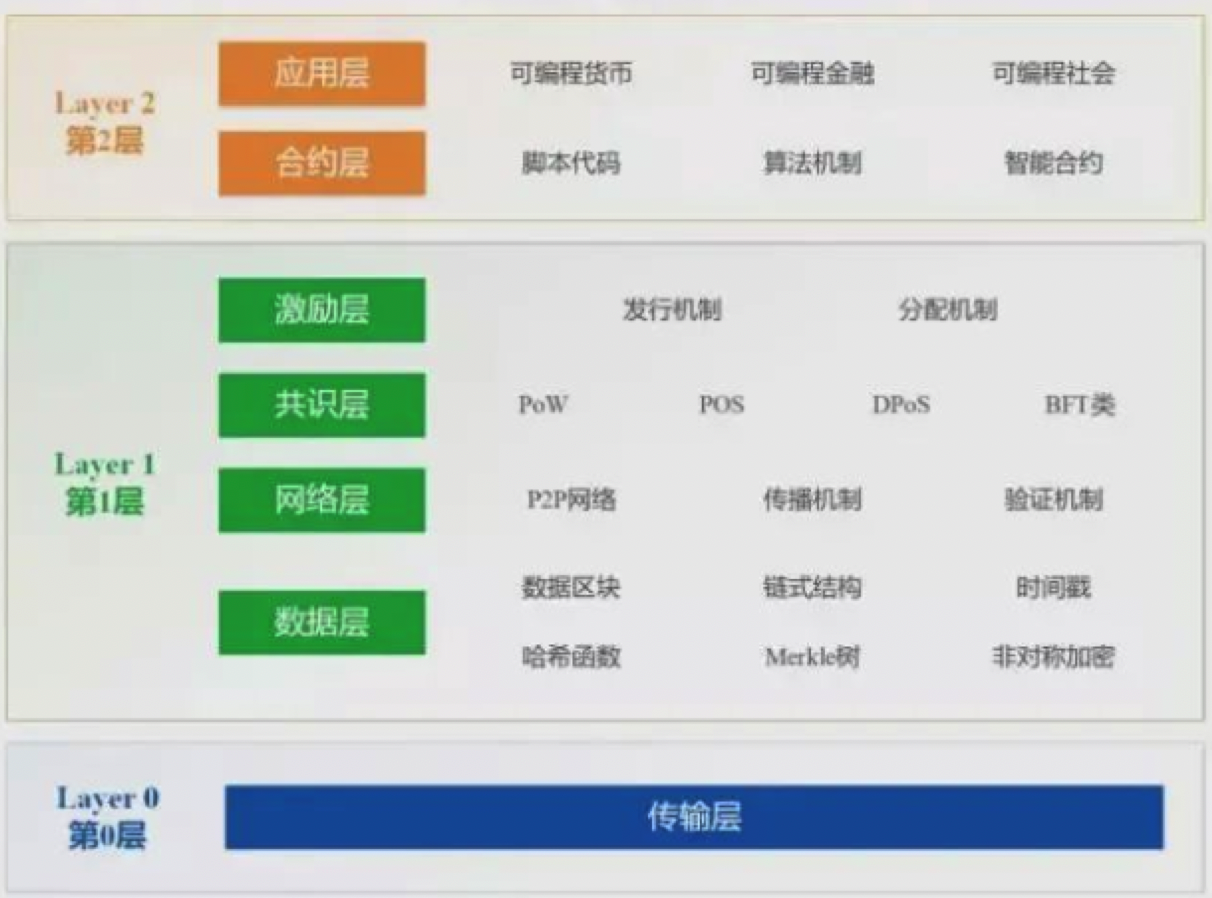 Layer 2
第2层
应用层 可编程货币 可编程金融 可编程社会
合约层 脚本代码 算法机制 智能合约
Layer 1
第1层
激励层 发行机制 分配机制
共识层 PoW POS DPoS BFT类
网络层 P2P网络 传播机制 验证机制
数据层
数据区块 链式结构 时间戳
哈希函数 Merkle树 非对称加密
Layer 0
第0层
传输层